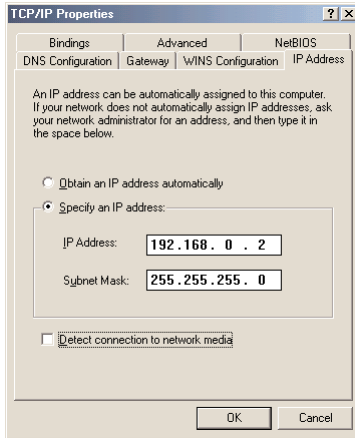 TCP/IP Properties
Bindings Advanced NetBIOS
DNS Configuration Gateway WINS Configuration IP Address
An IP address can be automatically assigned to this computer.
If your network does not automatically assign IP addresses, ask
your network administrator for an address, and then type it in
the space below.
Obtain an IP address automatically
Specify an IP address:
IP Address: 192.168. 0 . 2
Subnet Mask: 255.255.255. 0
Detect connection to network media
OK Cancel